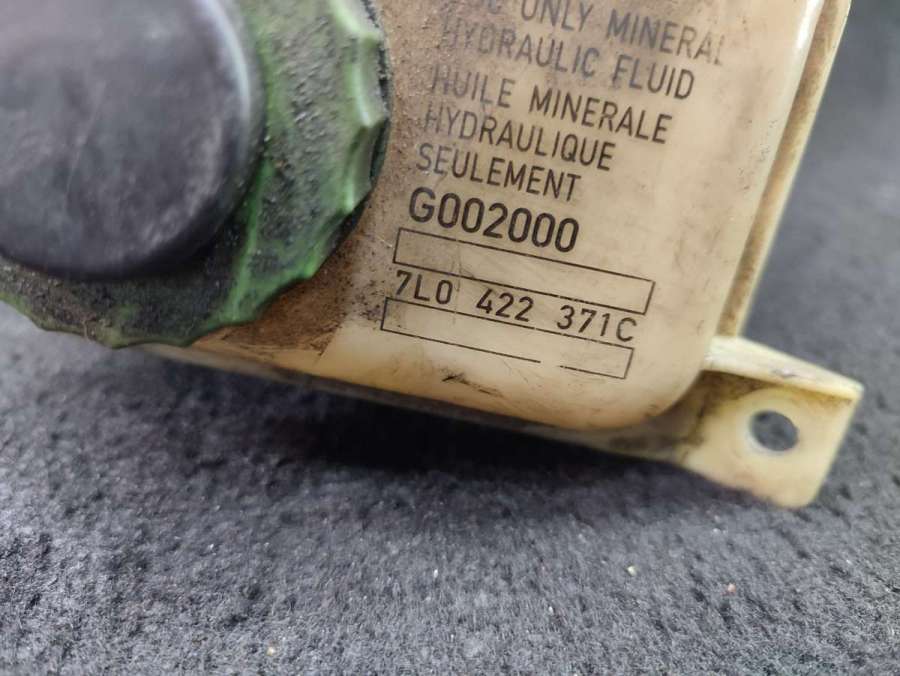 ONLY MINERAL
HYDRAULIC FLUID
HUILE MINERALE
HYDRAULIQUE
SEULEMENT
G002000
7L0 422 371C